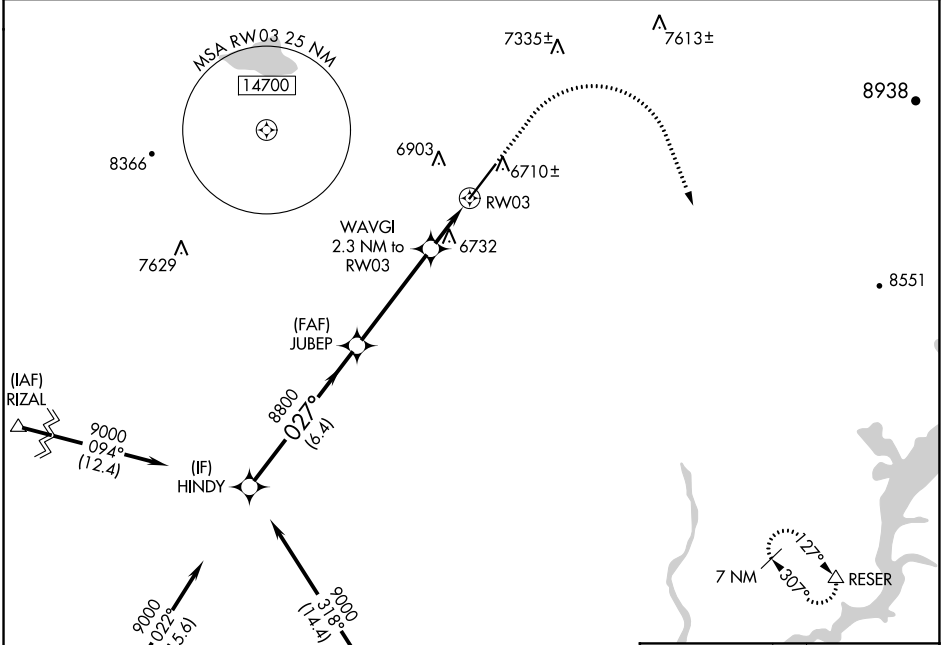 MSA RW03 25 NM
14700
7335±
7613±
8938
8366
6903
6710±
RW03
WAVGI
2.3 NM to
RW03
6732
7629
8551
(FAF)
JUBEP
(IAF)
RIZAL
9000
094°
(12.4)
8800
027°
(6.4)
(IF)
HINDY
9000
022°
9000
318°
(14.4)
7 NM
127°
307°
RESER